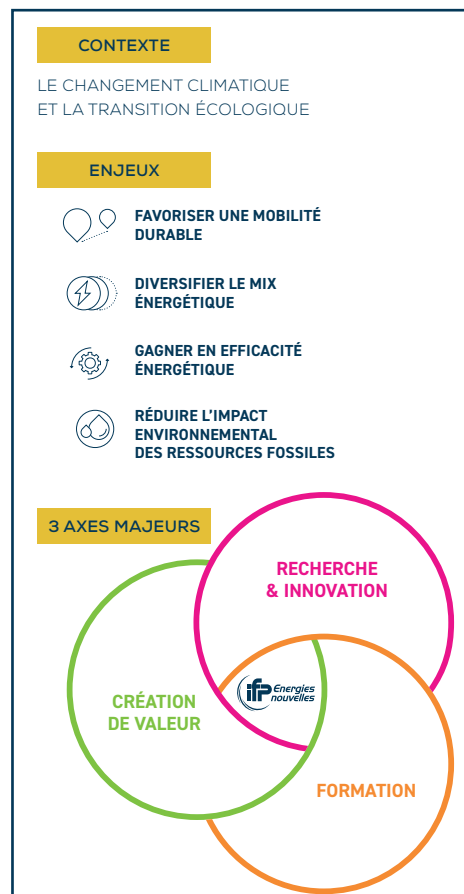 CONTEXTE
LE CHANGEMENT CLIMATIQUE
ET LA TRANSITION ÉCOLOGIQUE
ENJEUX
FAVORISER UNE MOBILITÉ
DURABLE
DIVERSIFIER LE MIX
ÉNERGÉTIQUE
GAGNER EN EFFICACITÉ
ÉNERGÉTIQUE
RÉDUIRE L'IMPACT
ENVIRONNEMENTAL
DES RESSOURCES FOSSILES
3 AXES MAJEURS
RECHERCHE
& INNOVATION
ifp Energies
nouvelles
CRÉATION
DE VALEUR
FORMATION